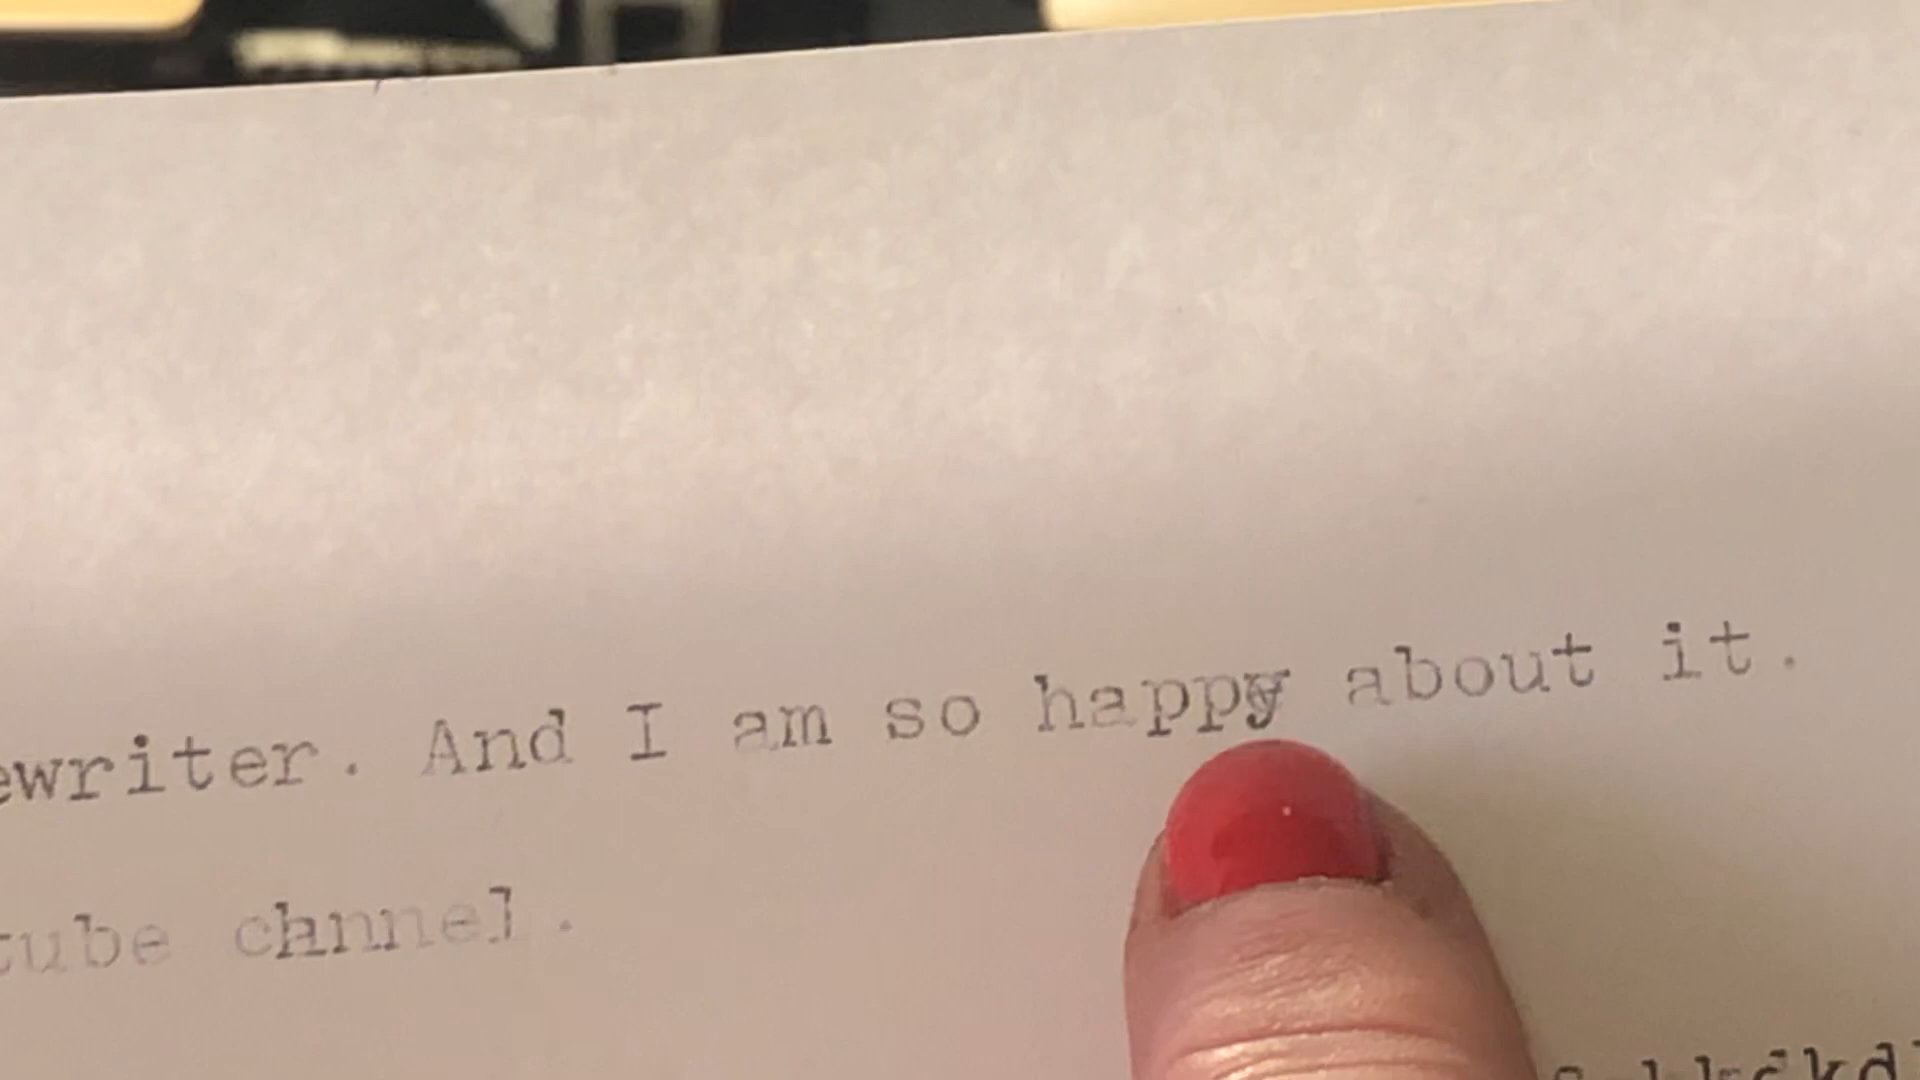 ewriter. And I am so happy about it.
tube chnnel.